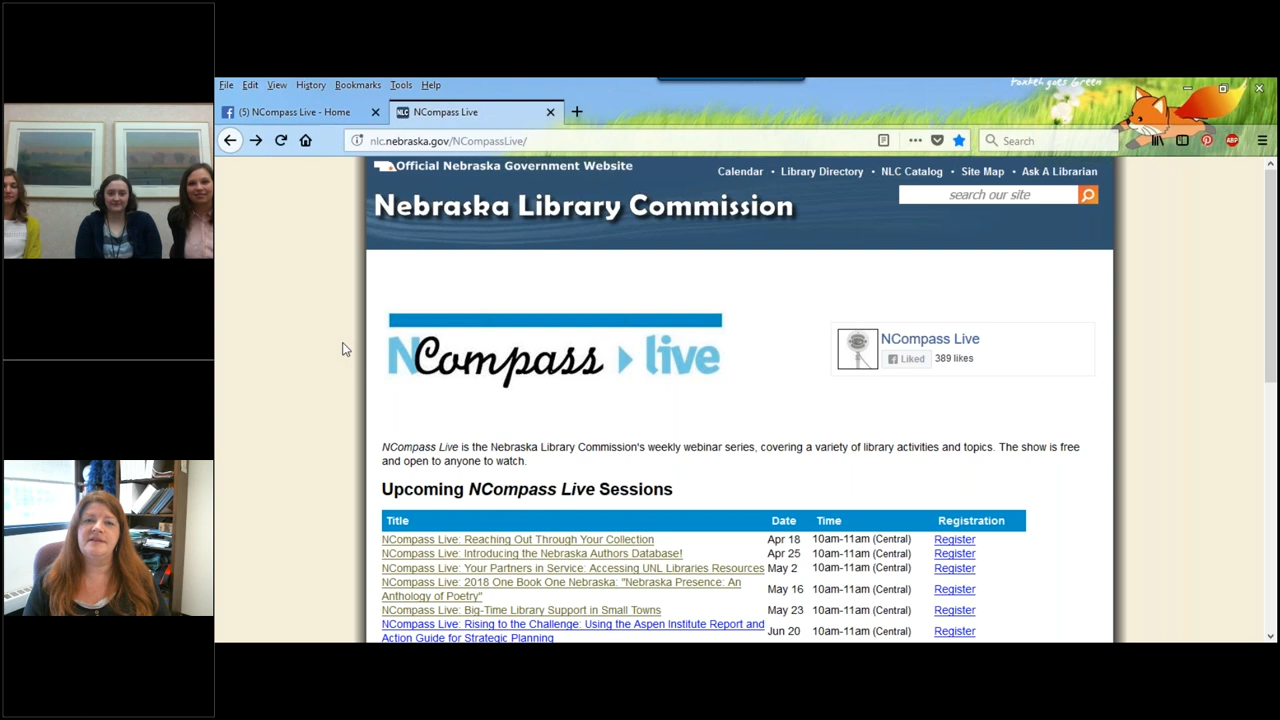 Foxkeh goes Green
File Edit View History Bookmarks Tools Help
(5) NCompass Live - Home
NLC NCompass Live
nlc.nebraska.gov/NCompassLive/
Search
ABP
Official Nebraska Government Website
Calendar • Library Directory • NLC Catalog • Site Map • Ask A Librarian
Nebraska Library Commission
search our site
NCompass live
NCompass Live
Liked 389 likes
NCompass Live is the Nebraska Library Commission's weekly webinar series, covering a variety of library activities and topics. The show is free
and open to anyone to watch.
Upcoming NCompass Live Sessions
Title Date Time Registration
NCompass Live: Reaching Out Through Your Collection Apr 18 10am-11am (Central) Register
NCompass Live: Introducing the Nebraska Authors Database! Apr 25 10am-11am (Central) Register
NCompass Live: Your Partners in Service: Accessing UNL Libraries Resources May 2 10am-11am (Central) Register
NCompass Live: 2018 One Book One Nebraska: "Nebraska Presence: An
Anthology of Poetry" May 16 10am-11am (Central) Register
NCompass Live: Big-Time Library Support in Small Towns May 23 10am-11am (Central) Register
NCompass Live: Rising to the Challenge: Using the Aspen Institute Report and
Action Guide for Strategic Planning Jun 20 10am-11am (Central) Register